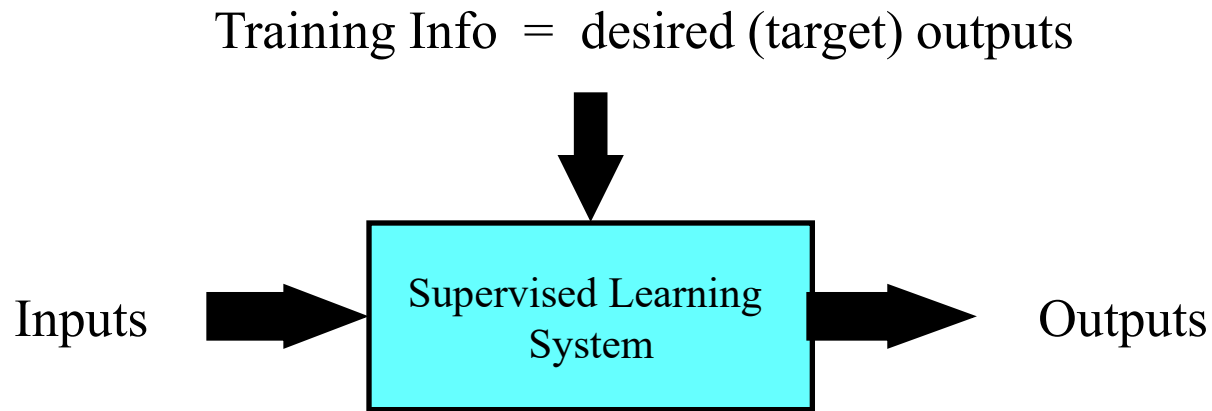 Training Info = desired (target) outputs
Supervised Learning
System
Inputs
Outputs